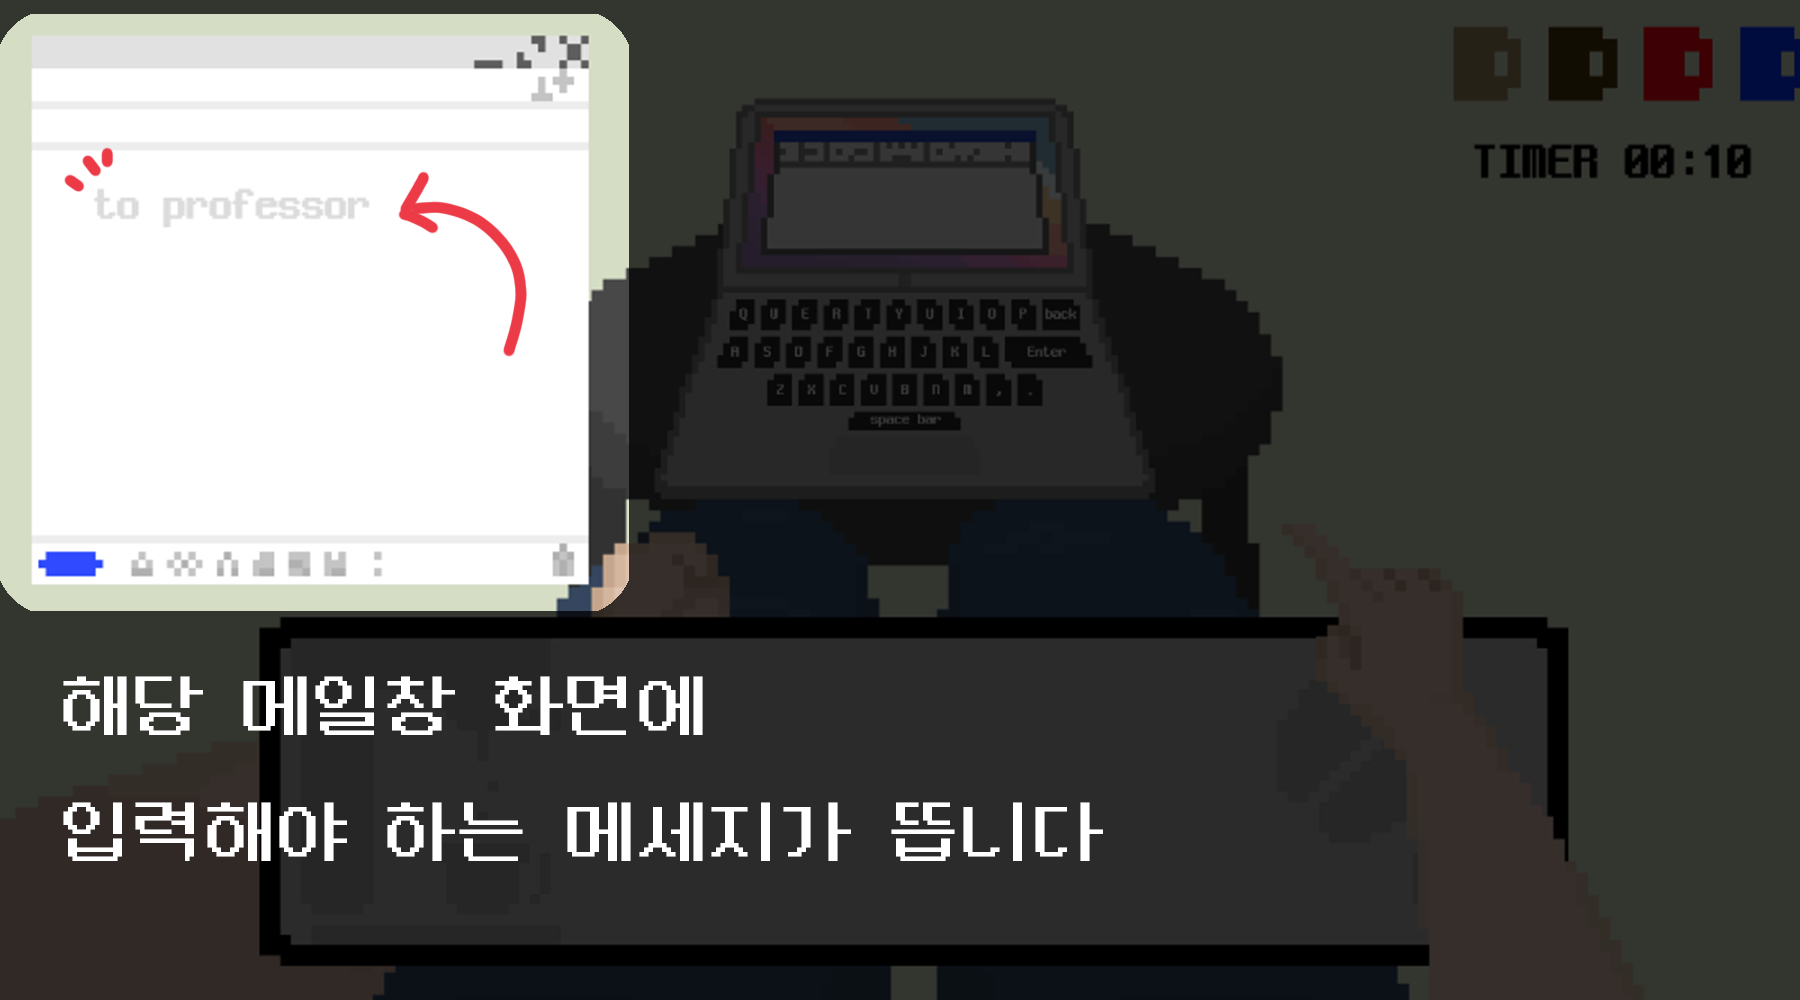 to professor
TIMER 00:10
Q W E R T Y U I O P back
A S D F G H J K L Enter
Z X C V B N M , .
space bar
해당 메일창 화면에
입력해야 하는 메세지가 뜹니다